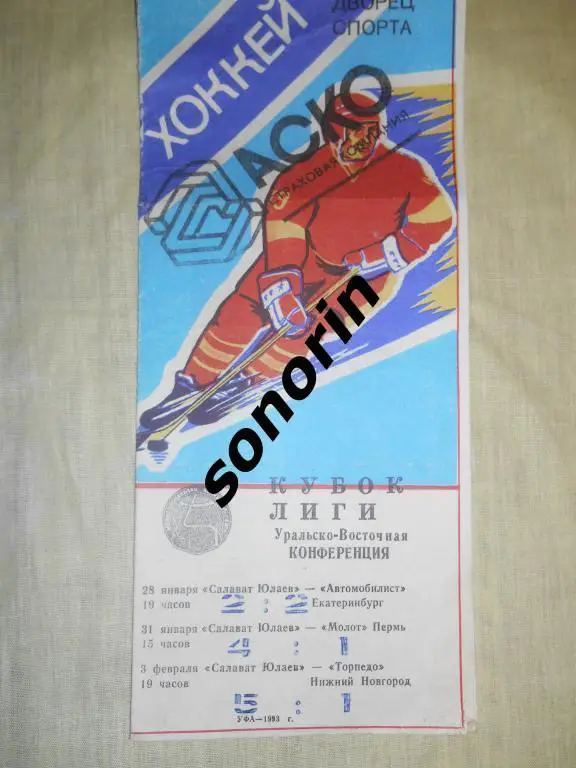 ДВОРЕЦ
СПОРТА
ХОККЕЙ
АСКО
СТРАХОВАЯ КОМПАНИЯ
sonorin
КУБОК
ЛИГИ
Уральско-Восточная
КОНФЕРЕНЦИЯ
28 января «Салават Юлаев» — «Автомобилист»
19 часов 2 : 2 Екатеринбург
31 января «Салават Юлаев» — «Молот» Пермь
15 часов 4 : 1
3 февраля «Салават Юлаев» — «Торпедо»
19 часов Нижний Новгород
5 : 1
УФА—1993 г.